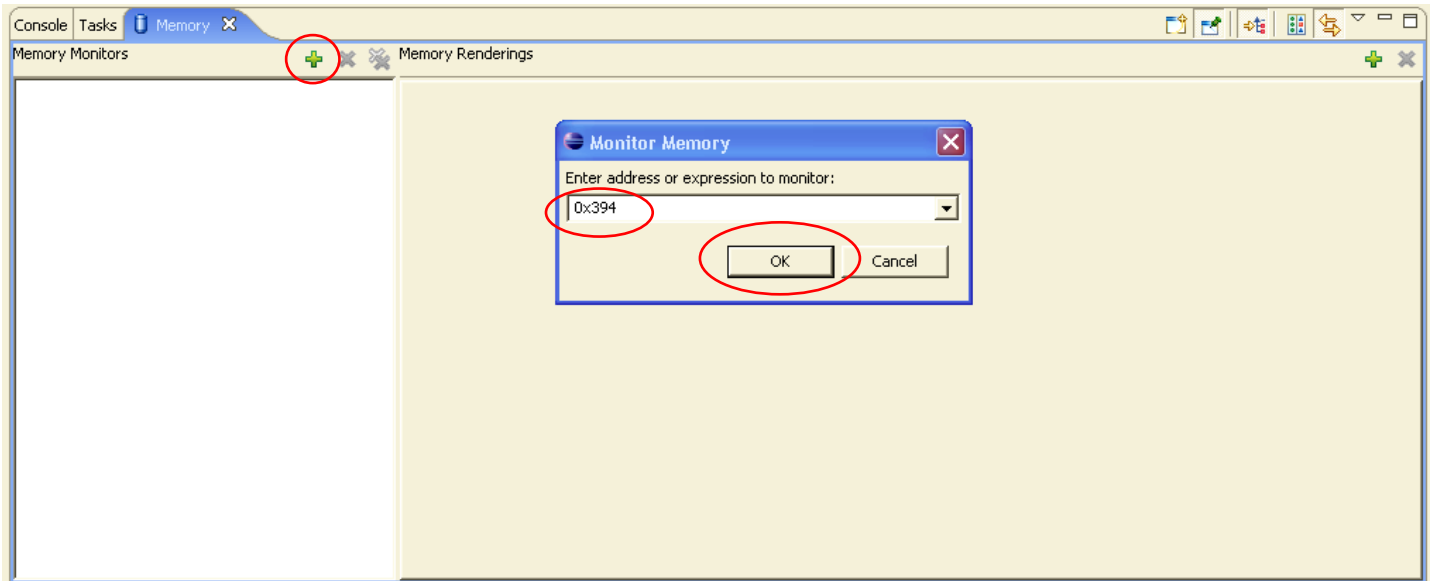 Console Tasks Memory
Memory Monitors Memory Renderings
Monitor Memory
Enter address or expression to monitor:
0x394
OK Cancel